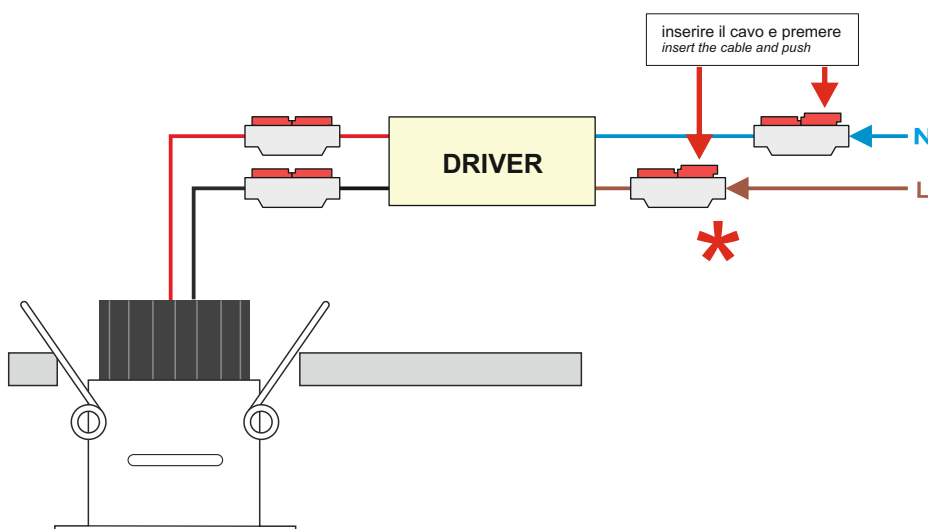 inserire il cavo e premere
insert the cable and push
DRIVER
N
L
*